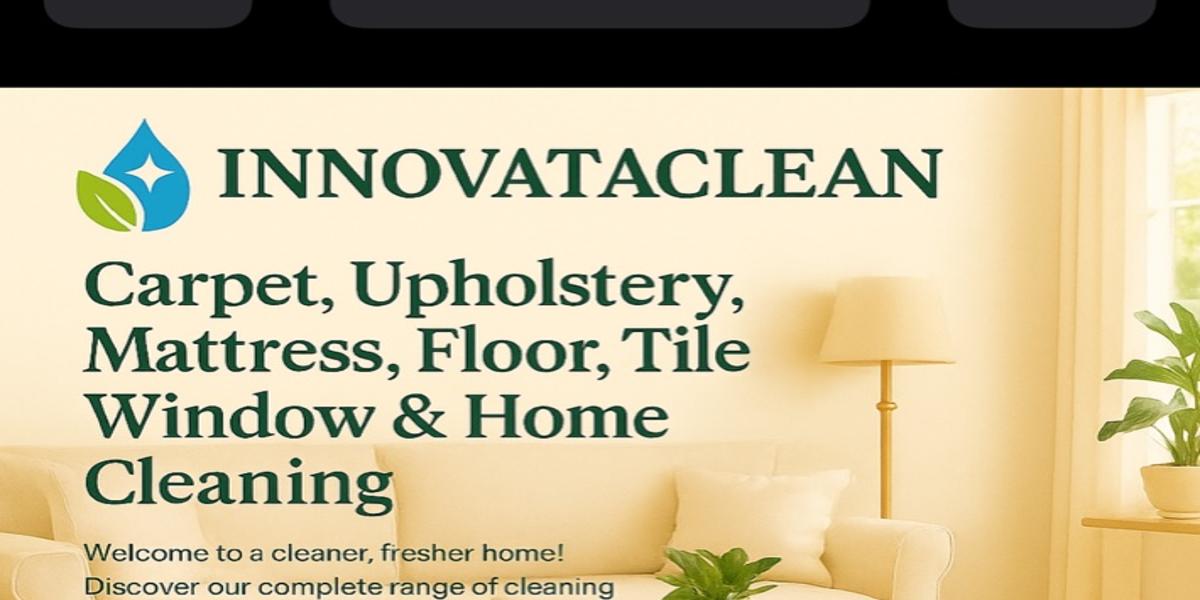 INNOVATACLEAN
Carpet, Upholstery,
Mattress, Floor, Tile
Window & Home
Cleaning
Welcome to a cleaner, fresher home!
Discover our complete range of cleaning